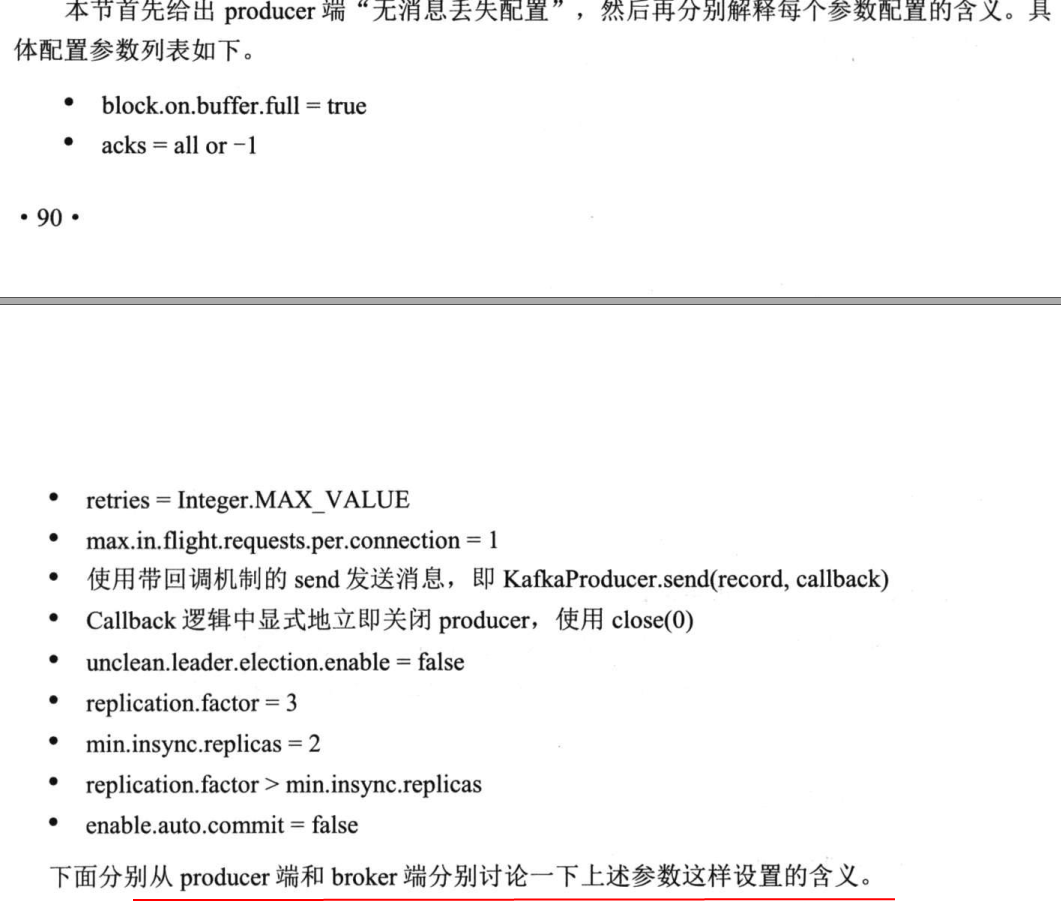 本节首先给出 producer 端“无消息丢失配置”，然后再分别解释每个参数配置的含义。具
体配置参数列表如下。
• block.on.buffer.full = true
• acks = all or −1
• 90 •
• retries = Integer.MAX_VALUE
• max.in.flight.requests.per.connection = 1
• 使用带回调机制的 send 发送消息，即 KafkaProducer.send(record, callback)
• Callback 逻辑中显式地立即关闭 producer，使用 close(0)
• unclean.leader.election.enable = false
• replication.factor = 3
• min.insync.replicas = 2
• replication.factor > min.insync.replicas
• enable.auto.commit = false
下面分别从 producer 端和 broker 端分别讨论一下上述参数这样设置的含义。